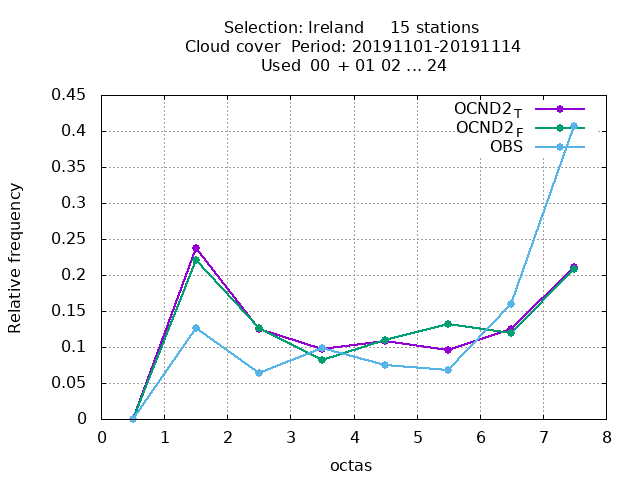 Selection: Ireland     15 stations
Cloud cover  Period: 20191101-20191114
Used  00  + 01 02 ... 24
OCND2_T
OCND2_F
OBS
0.45
0.4
0.35
0.3
0.25
0.2
0.15
0.1
0.05
0
Relative frequency
0 1 2 3 4 5 6 7 8
octas